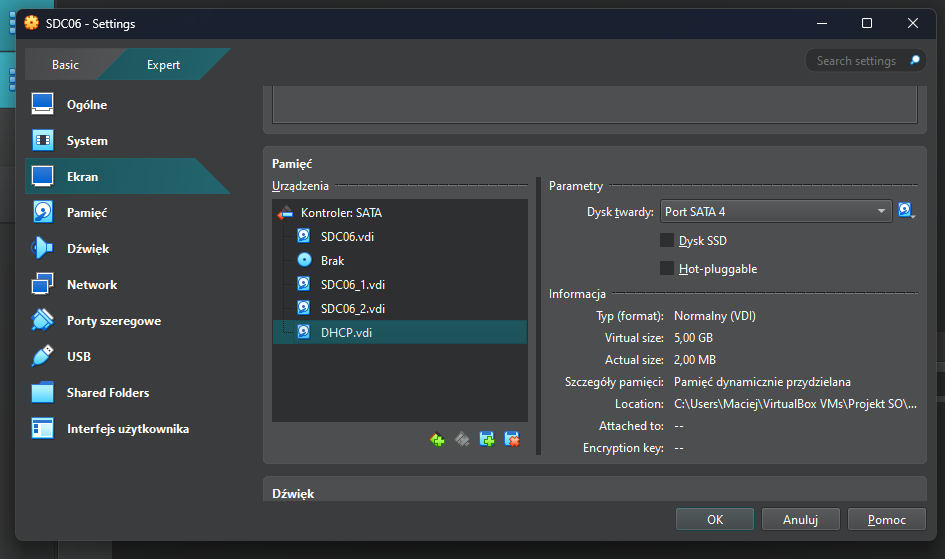 SDC06 - Settings
Basic
Expert
Search settings
Ogólne
System
Ekran
Pamięć
Dźwięk
Network
Porty szeregowe
USB
Shared Folders
Interfejs użytkownika
Pamięć
Urządzenia
Kontroler: SATA
SDC06.vdi
Brak
SDC06_1.vdi
SDC06_2.vdi
DHCP.vdi
Parametry
Dysk twardy: Port SATA 4
Dysk SSD
Hot-pluggable
Informacja
Typ (format): Normalny (VDI)
Virtual size: 5,00 GB
Actual size: 2,00 MB
Szczegóły pamięci: Pamięć dynamicznie przydzielana
Location: C:\Users\Maciej\VirtualBox VMs\Projekt SO\...
Attached to: --
Encryption key: --
Dźwięk
OK
Anuluj
Pomoc